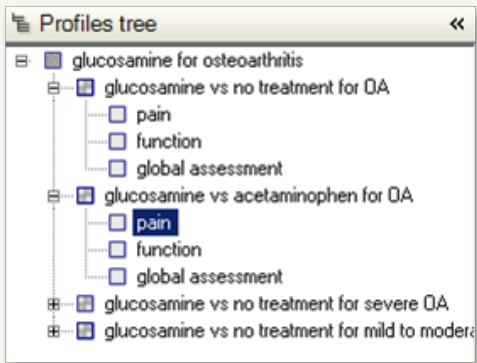 Profiles tree «
glucosamine for osteoarthritis
glucosamine vs no treatment for OA
pain
function
global assessment
glucosamine vs acetaminophen for OA
pain
function
global assessment
glucosamine vs no treatment for severe OA
glucosamine vs no treatment for mild to modera